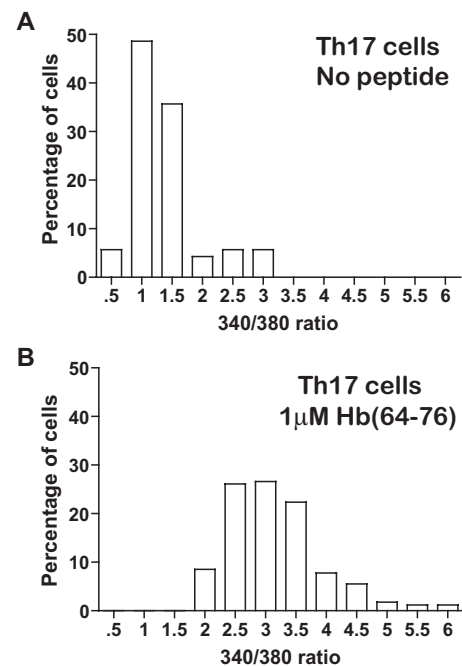 A
Th17 cells
No peptide
Percentage of cells
50
40
30
20
10
0
.5 1 1.5 2 2.5 3 3.5 4 4.5 5 5.5 6
340/380 ratio
B
Th17 cells
1μM Hb(64-76)
Percentage of cells
50
40
30
20
10
0
.5 1 1.5 2 2.5 3 3.5 4 4.5 5 5.5 6
340/380 ratio